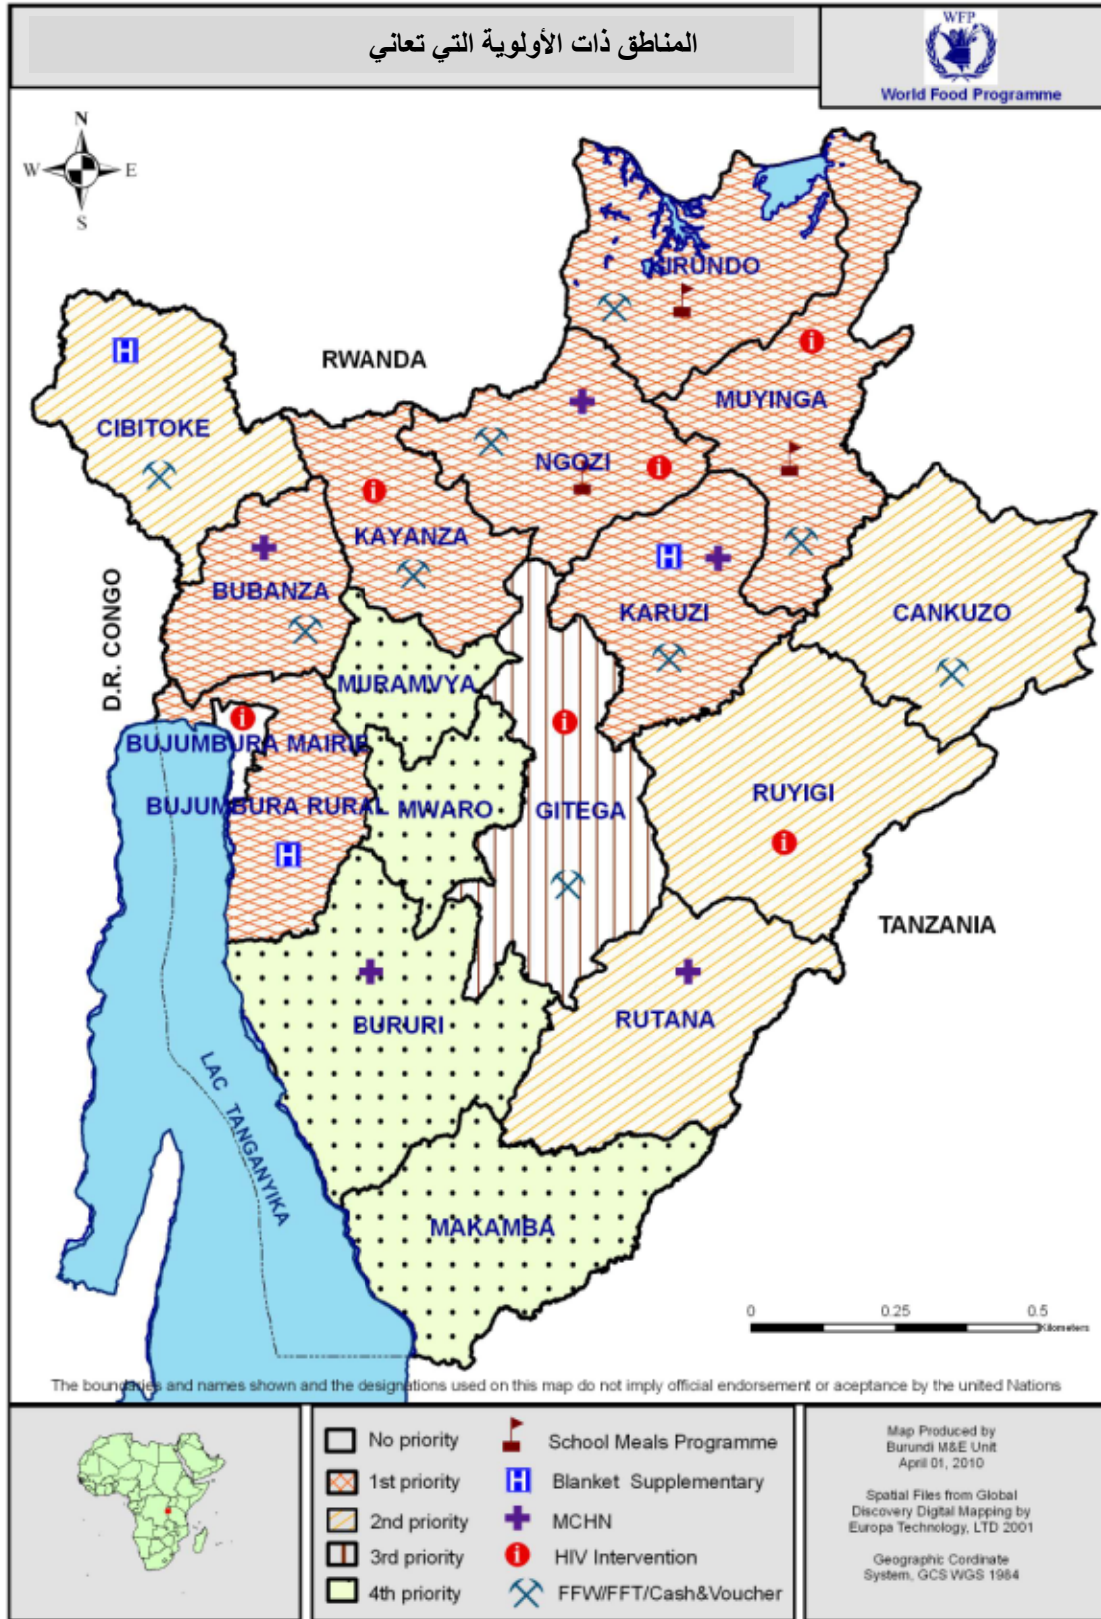 المناطق ذات الأولوية التي تعاني
WFP
World Food Programme
N
W
E
S
KIRUNDO
RWANDA
MUYINGA
CIBITOKE
NGOZI
KAYANZA
BUBANZA
KARUZI
CANKUZO
D.R. CONGO
MURAMVYA
BUJUMBURA MAIRIE
BUJUMBURA RURAL
MWARO
GITEGA
RUYIGI
TANZANIA
BURURI
RUTANA
LAC TANGANYIKA
MAKAMBA
0 0.25 0.5
Kilometers
The boundaries and names shown and the designations used on this map do not imply official endorsement or aceptance by the united Nations
No priority
1st priority
2nd priority
3rd priority
4th priority
School Meals Programme
Blanket Supplementary
MCHN
HIV Intervention
FFW/FFT/Cash&Voucher
Map Produced by
Burundi M&E Unit
April 01, 2010
Spatial Files from Global
Discovery Digital Mapping by
Europa Technology, LTD 2001
Geographic Cordinate
System, GCS WGS 1984